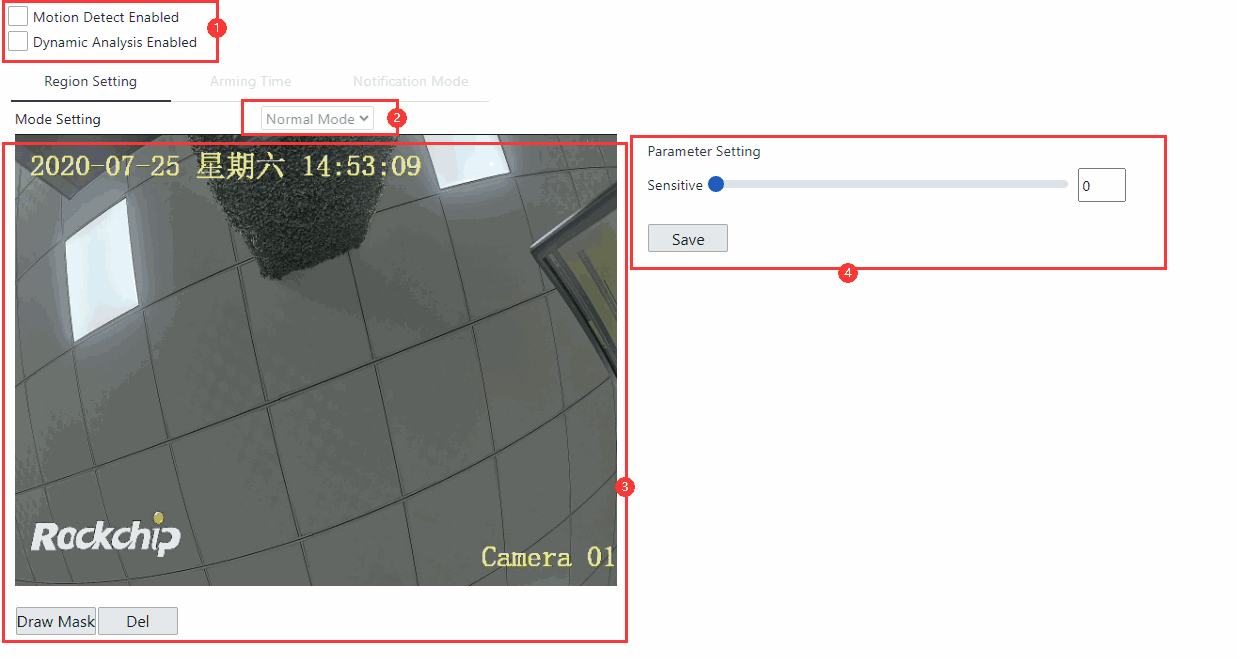 Motion Detect Enabled
1
Dynamic Analysis Enabled
Region Setting Arming Time Notification Mode
Mode Setting Normal Mode 2
2020-07-25 星期六 14:53:09
Parameter Setting
Sensitive 0
Save
4
3
Rockchip
Camera 01
Draw Mask Del